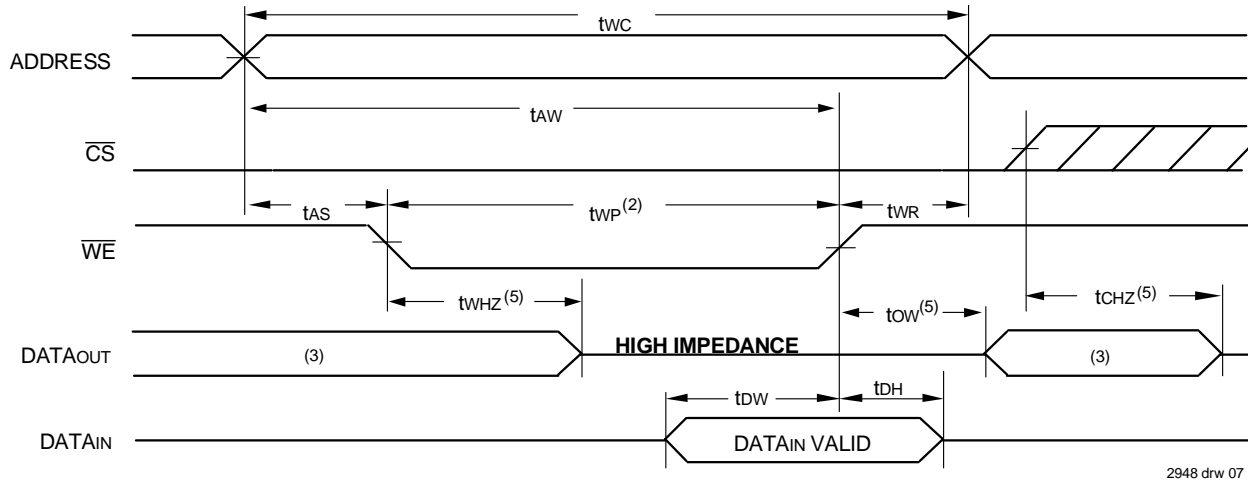 tWC
ADDRESS
tAW
CS
tAS
tWP(2)
tWR
WE
tWHZ(5)
tOW(5)
tCHZ(5)
DATAOUT
(3)
HIGH IMPEDANCE
(3)
tDW
tDH
DATAIN
DATAIN VALID
2948 drw 07